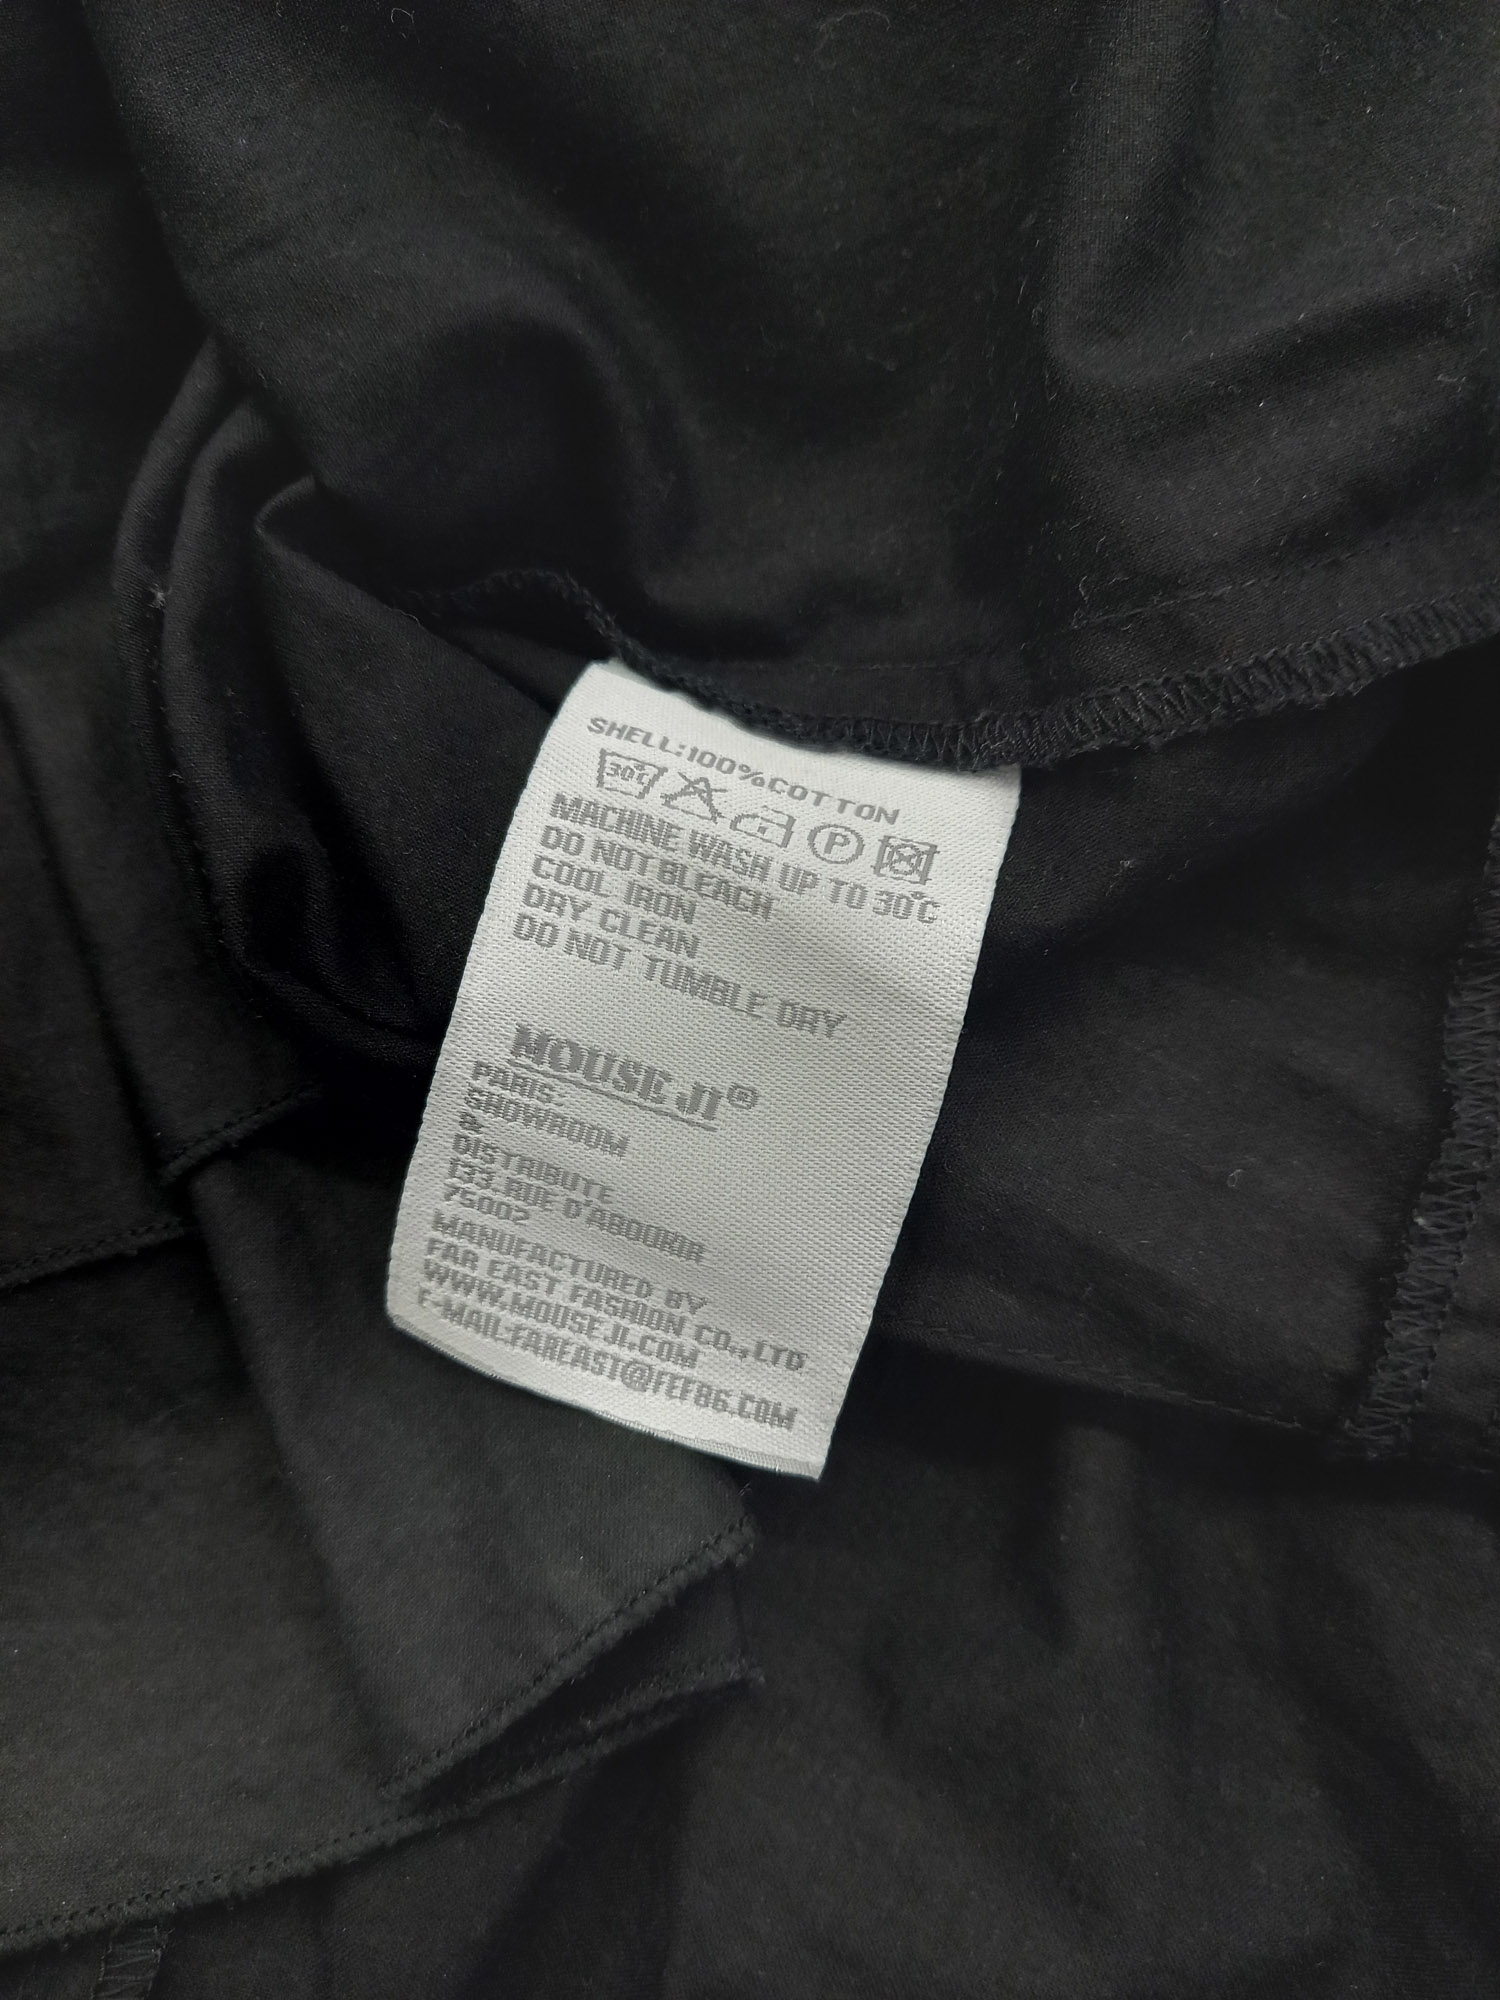 SHELL:100%COTTON
30℃ P
MACHINE WASH UP TO 30℃
DO NOT BLEACH
COOL IRON
DRY CLEAN
DO NOT TUMBLE DRY
MOUSE JI®
PARIS.
SHOWROOM
&
DISTRIBUTE
133.RUE D'ABOUKIR
75002
MANUFACTURED BY
FAR EAST FASHION CO.,LTD
WWW.MOUSEJI.COM
E-MAIL:FAREAST@FEF86.COM